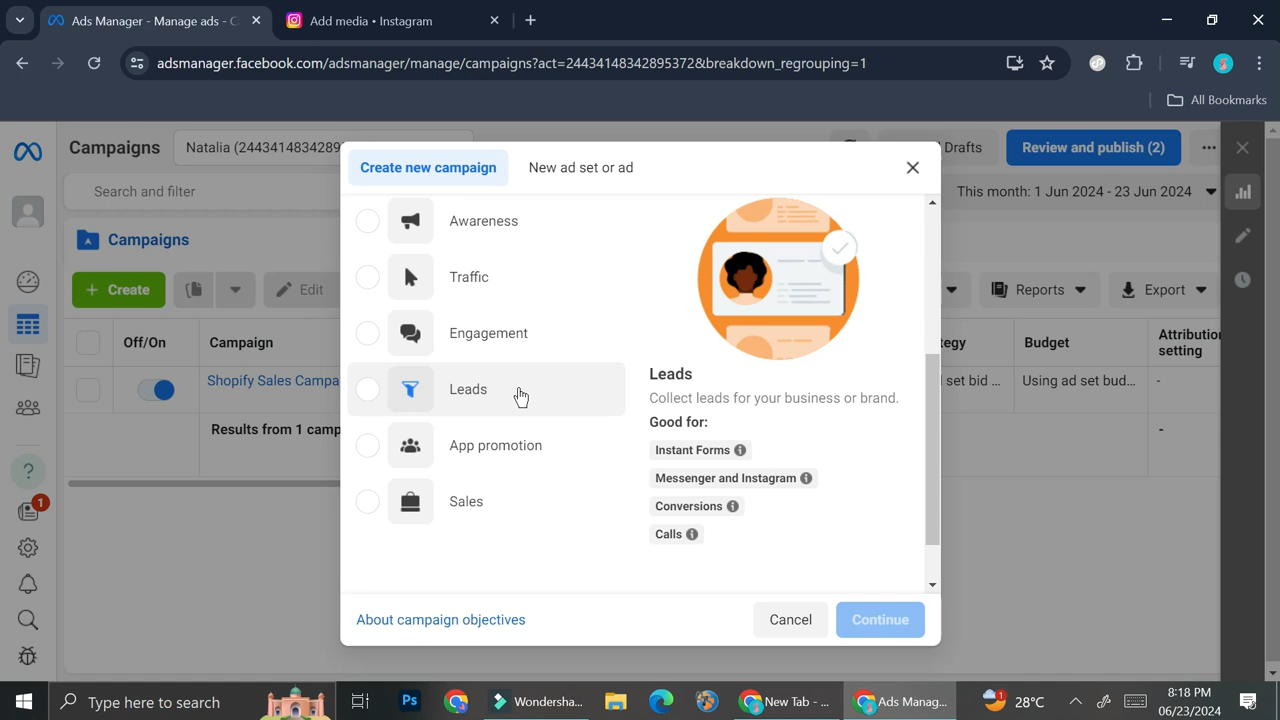 Ads Manager - Manage ads - C
Add media • Instagram
adsmanager.facebook.com/adsmanager/manage/campaigns?act=2443414834289537​2&breakdown_regrouping=1
All Bookmarks
Campaigns
Natalia (244341483428953
Drafts
Review and publish (2)
Create new campaign
New ad set or ad
Search and filter
This month: 1 Jun 2024 - 23 Jun 2024
Campaigns
Create
Edit
Reports
Export
Off/On
Campaign
tegy
Budget
Attribution
setting
Shopify Sales Campa
l set bid ...
Using ad set bud...
-
Results from 1 camp
-
Awareness
Traffic
Engagement
Leads
App promotion
Sales
Leads
Collect leads for your business or brand.
Good for:
Instant Forms
Messenger and Instagram
Conversions
Calls
About campaign objectives
Cancel
Continue
?
1
Type here to search
Ps
Wondersha...
New Tab - ...
Ads Manag...
28°C
8:18 PM
06/23/2024